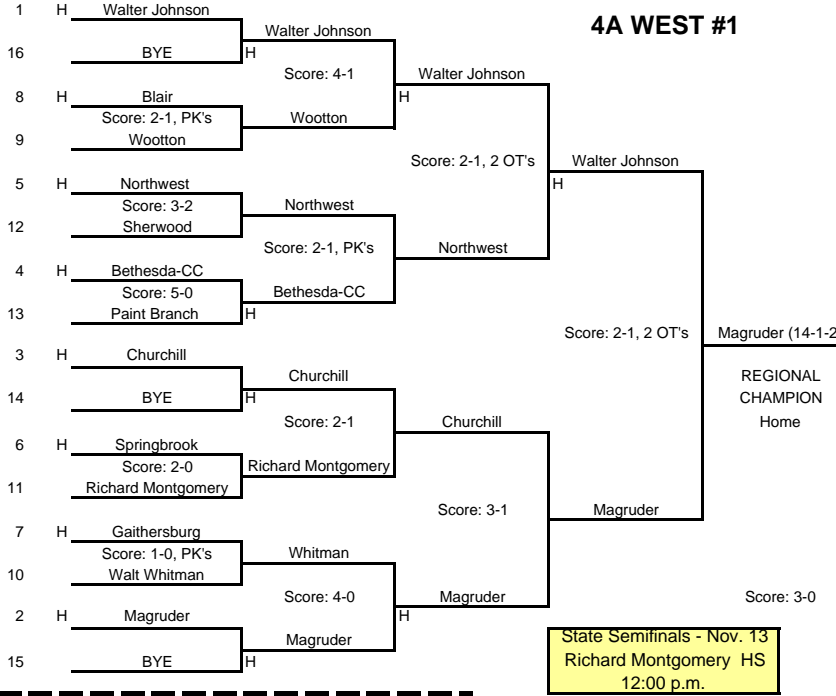 4A WEST #1
1 H Walter Johnson
Walter Johnson
16 BYE H
Score: 4-1
Walter Johnson
8 H Blair H
Score: 2-1, PK's Wootton
9 Wootton
Score: 2-1, 2 OT's Walter Johnson
5 H Northwest H
Score: 3-2 Northwest
12 Sherwood
Score: 2-1, PK's Northwest
4 H Bethesda-CC
Score: 5-0 Bethesda-CC
13 Paint Branch H
Score: 2-1, 2 OT's Magruder (14-1-2
3 H Churchill
REGIONAL
Churchill
14 BYE H CHAMPION
Score: 2-1 Churchill Home
6 H Springbrook
Score: 2-0 Richard Montgomery
11 Richard Montgomery
Score: 3-1 Magruder
7 H Gaithersburg
Score: 1-0, PK's Whitman
10 Walt Whitman
Score: 4-0 Magruder Score: 3-0
2 H Magruder H
Magruder
15 BYE H
State Semifinals - Nov. 13
Richard Montgomery HS
12:00 p.m.